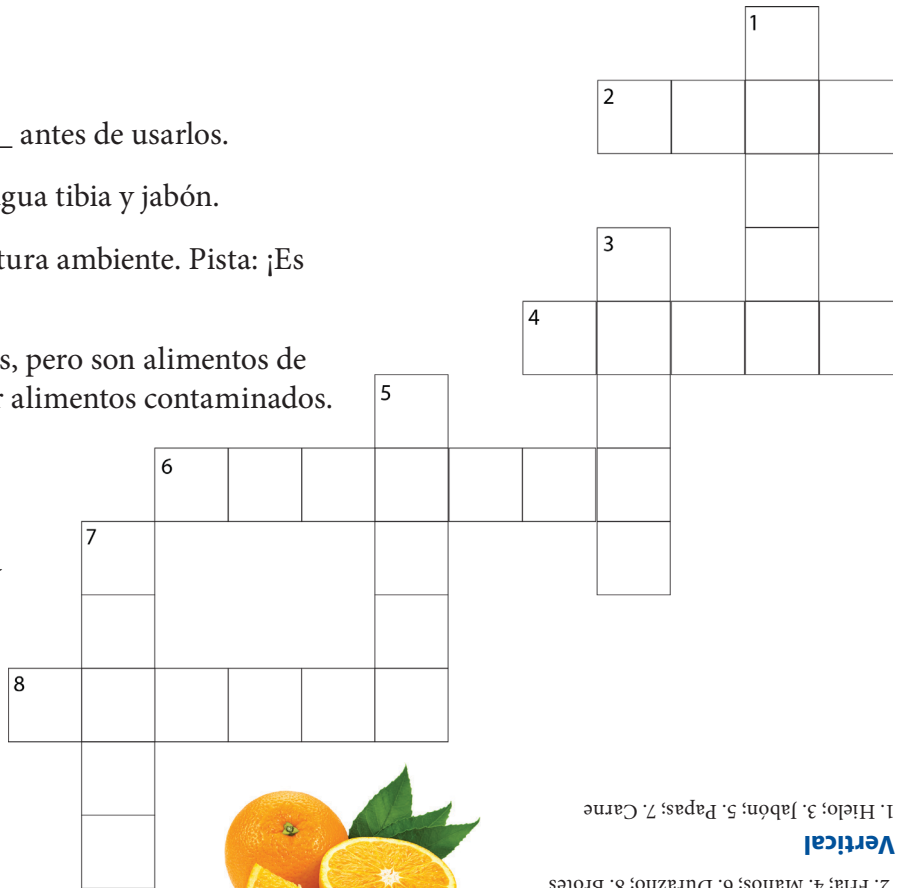 _ antes de usarlos.
gua tibia y jabón.
tura ambiente. Pista: ¡Es
s, pero son alimentos de
r alimentos contaminados.
1
2
3
4
5
6
7
8
2. Fría; 4. Manos; 6. Durazno; 8. Brotes
Vertical
1. Hielo; 3. Jabón; 5. Papas; 7. Carne